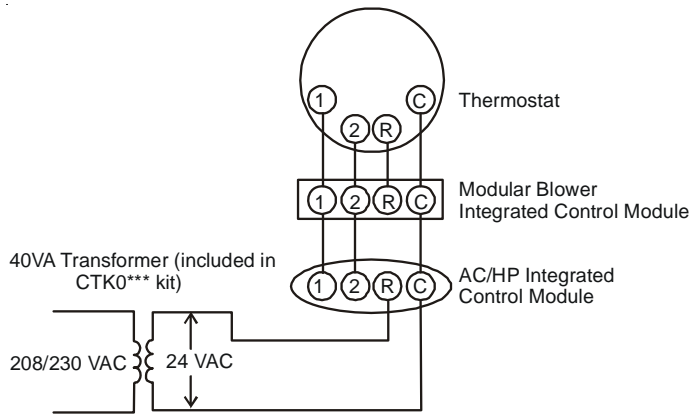 1 C
Thermostat
2 R
1 2 R C
Modular Blower
Integrated Control Module
40VA Transformer (included in
CTK0*** kit)
1 2 R C
AC/HP Integrated
Control Module
208/230 VAC
24 VAC